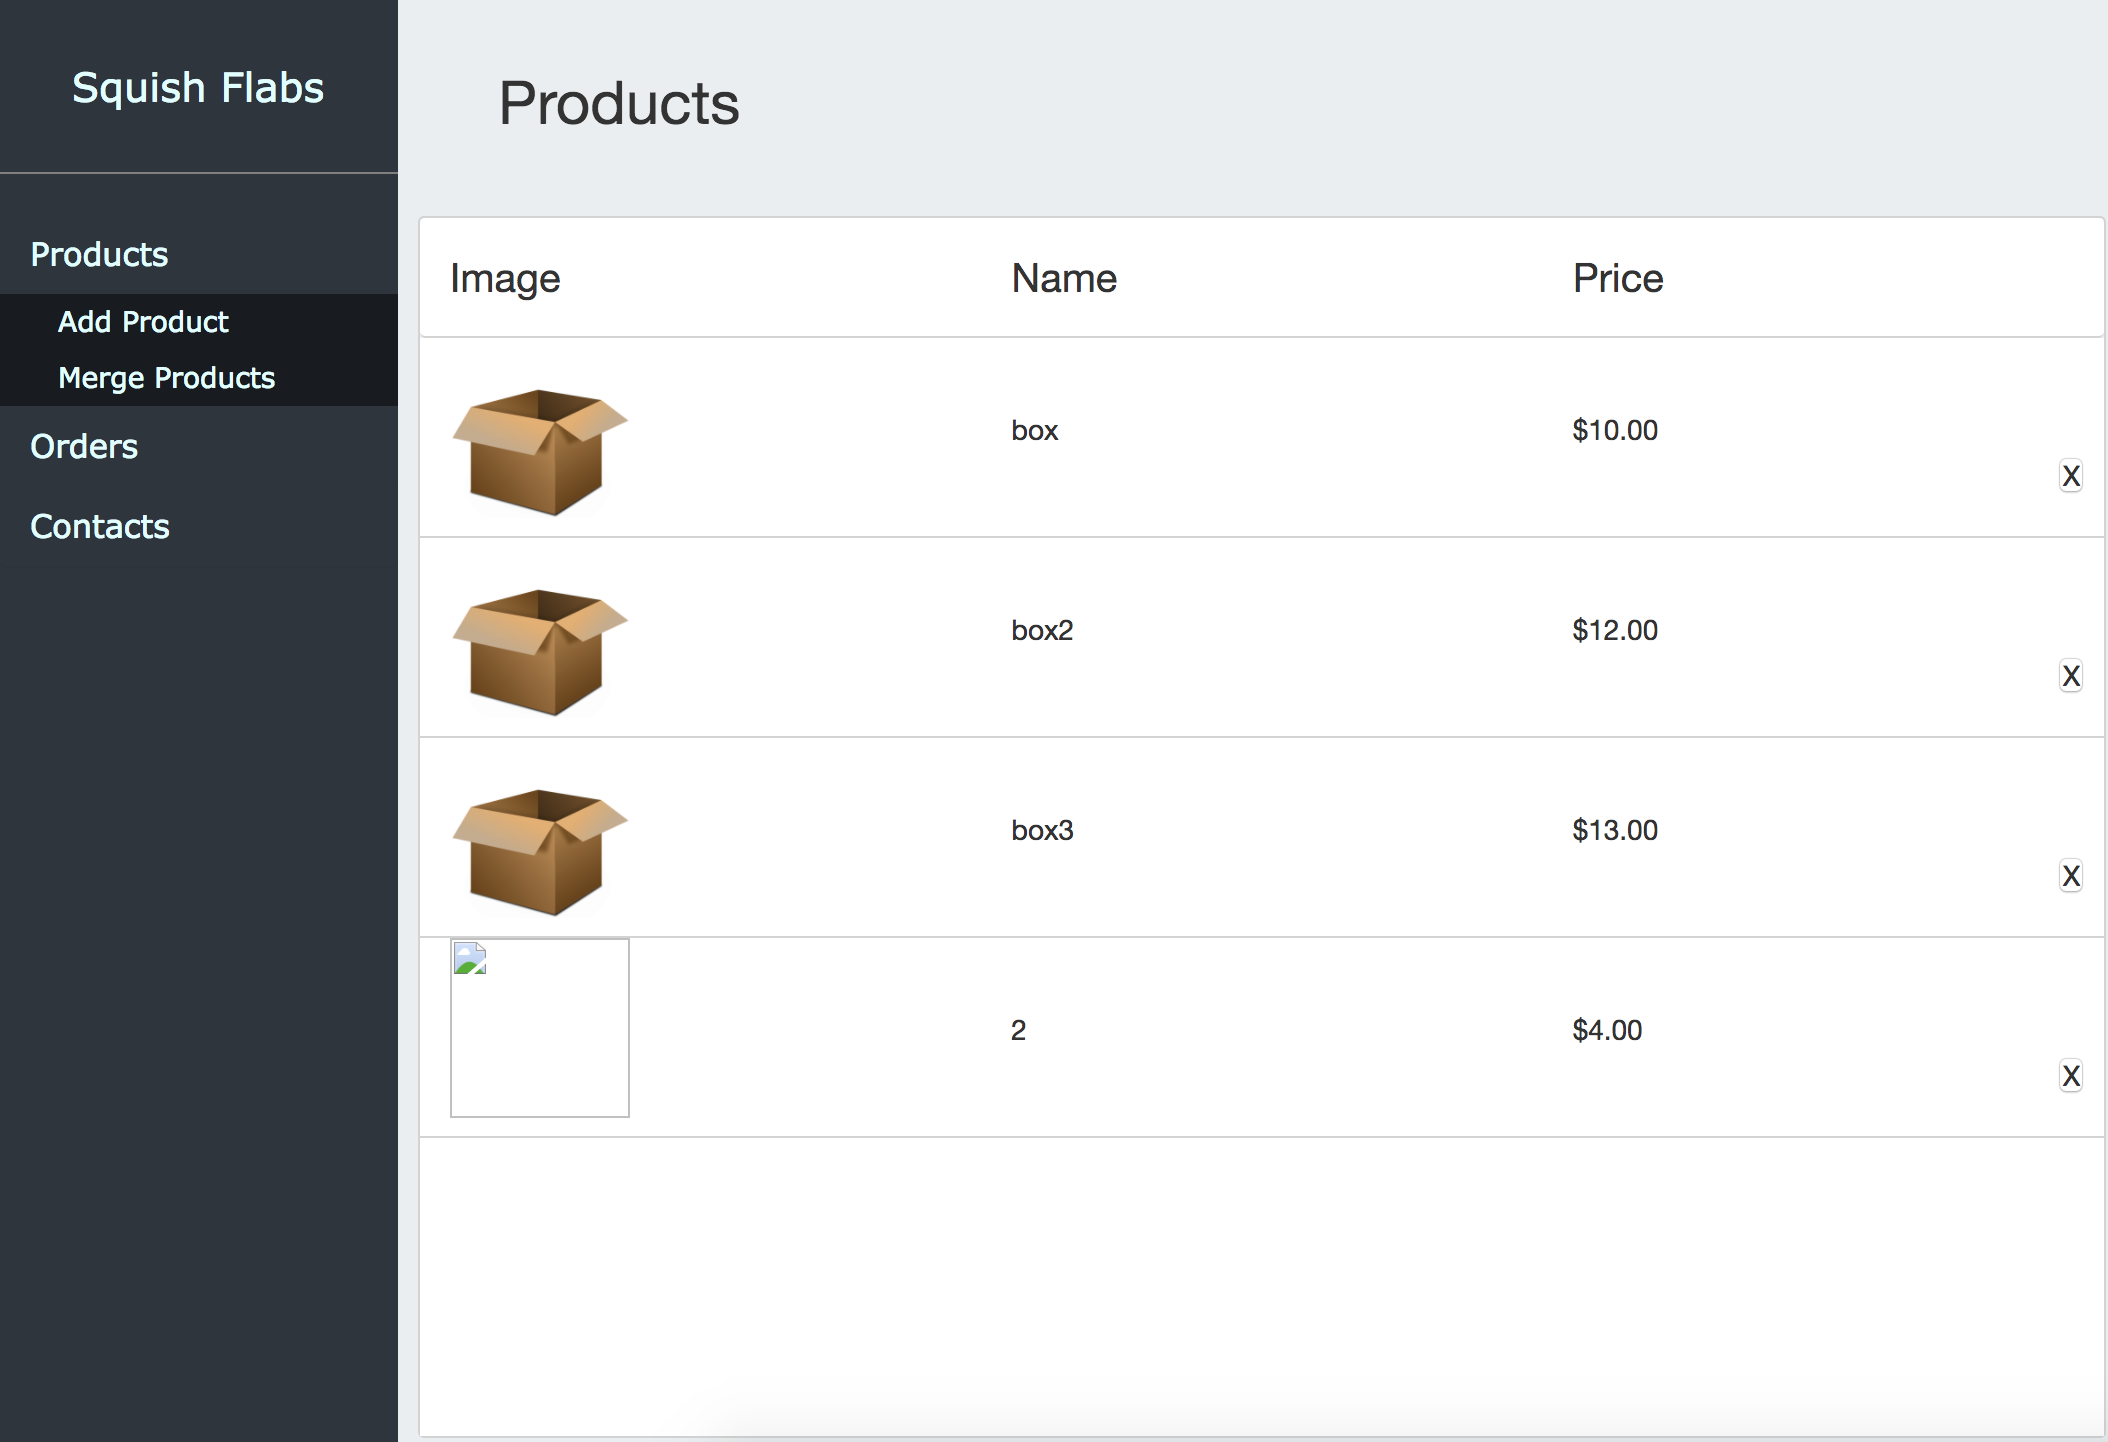 Squish Flabs
Products
Add Product
Merge Products
Orders
Contacts
Products
Image Name Price
box $10.00
X
box2 $12.00
X
box3 $13.00
X
2 $4.00
X